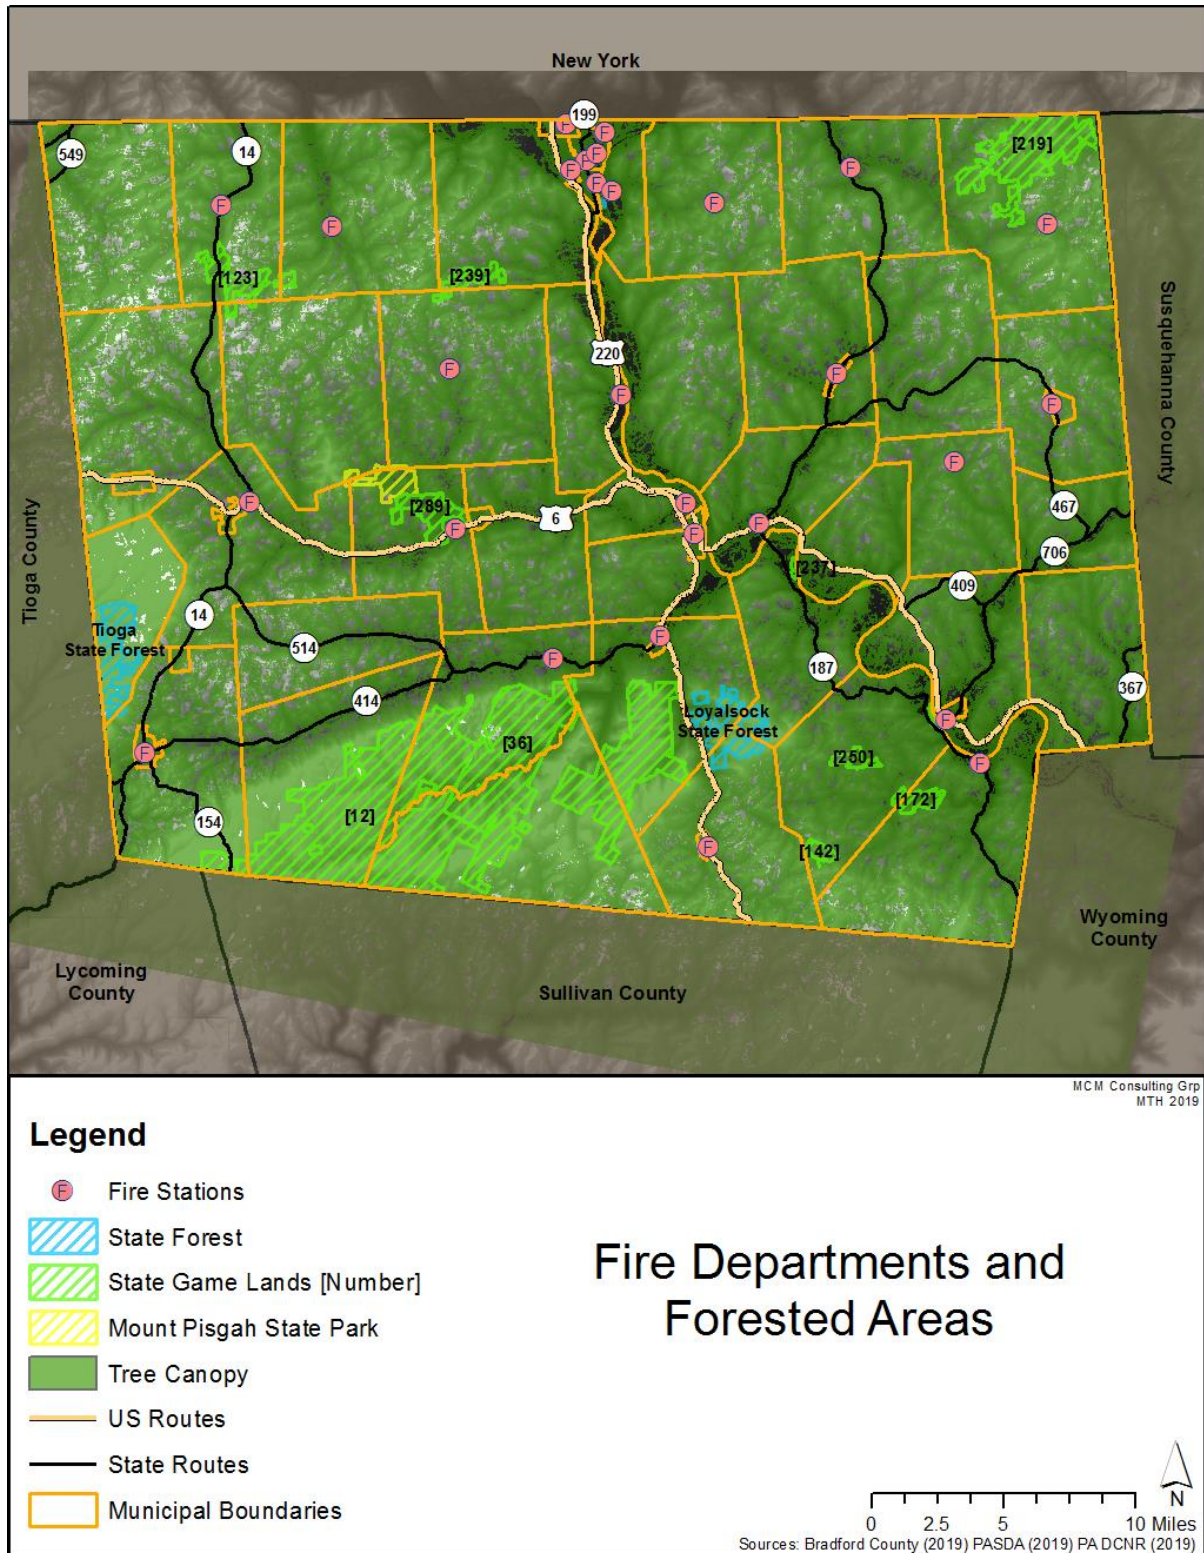 New York
199
549
14
[219]
F
F
F
F
F
F
F
F
F
F
F
F
[123]
[239]
Susquehanna County
220
F
F
F
F
F
467
[289]
F
F
F
F
6
F
F
706
[237]
409
Tioga County
14
Tioga
State Forest
514
F
F
187
414
367
Loyalsock
State Forest
F
[36]
F
[250]
F
[12]
[172]
154
F
[142]
Wyoming
County
Lycoming
County
Sullivan County
MCM Consulting Grp
MTH 2019
Legend
F Fire Stations
State Forest
State Game Lands [Number]
Mount Pisgah State Park
Tree Canopy
US Routes
State Routes
Municipal Boundaries
Fire Departments and
Forested Areas
N
0 2.5 5 10 Miles
Sources: Bradford County (2019) PASDA (2019) PA DCNR (2019)